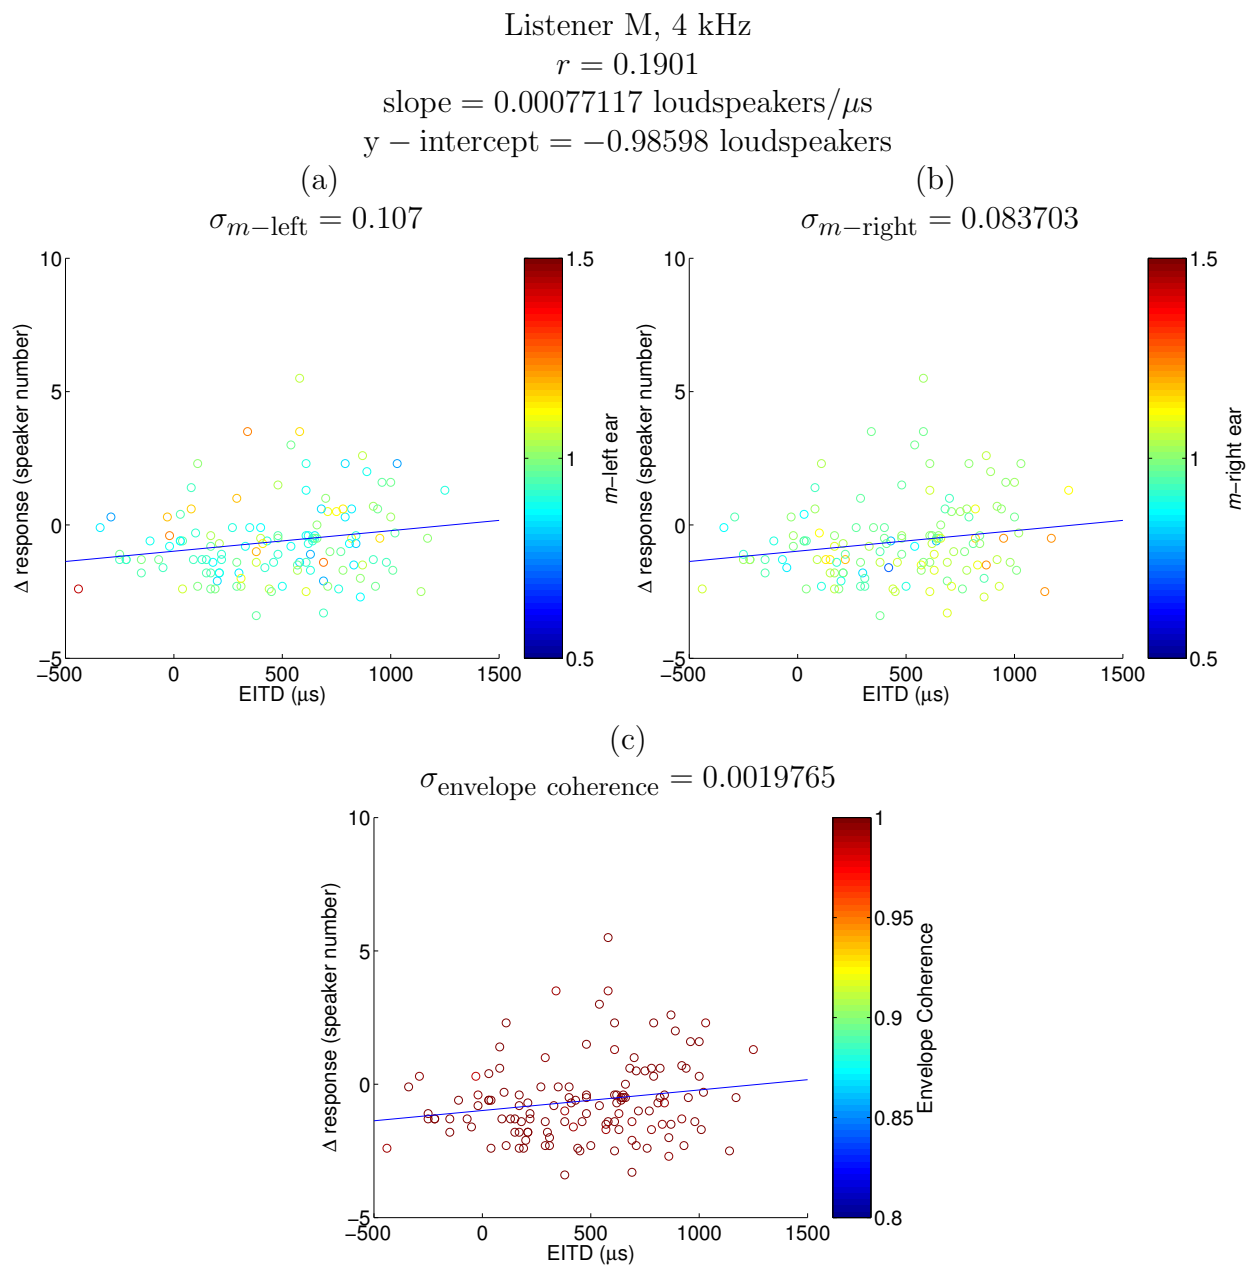 Listener M, 4 kHz
r = 0.1901
slope = 0.00077117 loudspeakers/μs
y − intercept = −0.98598 loudspeakers
(a)
σm−left = 0.107
10
5
0
−5
−500
0
500
1000
1500
EITD (μs)
Δ response (speaker number)
1.5
1
0.5
m−left ear
(b)
σm−right = 0.083703
10
5
0
−5
−500
0
500
1000
1500
EITD (μs)
Δ response (speaker number)
1.5
1
0.5
m−right ear
(c)
σenvelope coherence = 0.0019765
10
5
0
−5
−500
0
500
1000
1500
EITD (μs)
Δ response (speaker number)
1
0.95
0.9
0.85
0.8
Envelope Coherence